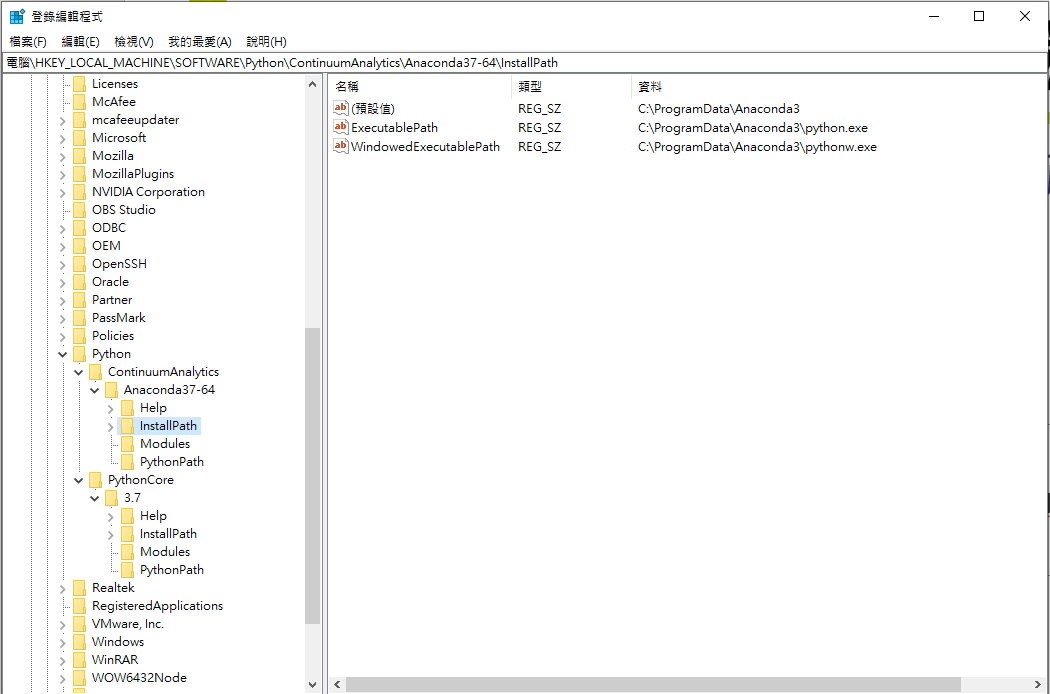 登錄編輯程式
檔案(F) 編輯(E) 檢視(V) 我的最愛(A) 說明(H)
電腦\HKEY_LOCAL_MACHINE\SOFTWARE\Python\ContinuumAnalytics\Anaconda37-64\InstallPath
Licenses
McAfee
mcafeeupdater
Microsoft
Mozilla
MozillaPlugins
NVIDIA Corporation
OBS Studio
ODBC
OEM
OpenSSH
Oracle
Partner
PassMark
Policies
Python
ContinuumAnalytics
Anaconda37-64
Help
InstallPath
Modules
PythonPath
PythonCore
3.7
Help
InstallPath
Modules
PythonPath
Realtek
RegisteredApplications
VMware, Inc.
Windows
WinRAR
WOW6432Node
名稱 類型 資料
ab (預設值) REG_SZ C:\ProgramData\Anaconda3
ab ExecutablePath REG_SZ C:\ProgramData\Anaconda3\python.exe
ab WindowedExecutablePath REG_SZ C:\ProgramData\Anaconda3\pythonw.exe